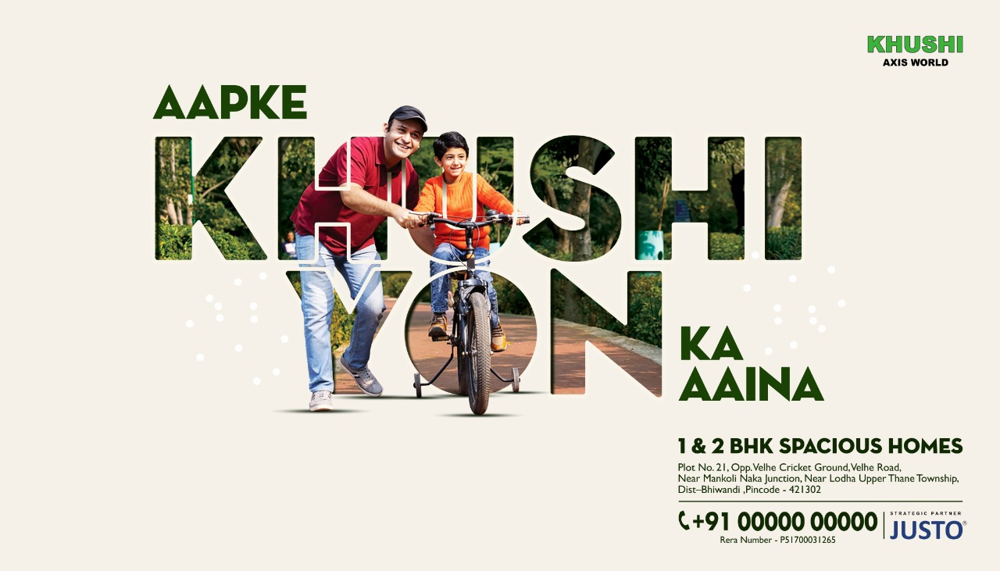 KHUSHI
AXIS WORLD
AAPKE
KHUSHI
YON
KA
AAINA
1 & 2 BHK SPACIOUS HOMES
Plot No. 21, Opp.Velhe Cricket Ground,Velhe Road,
Near Mankoli Naka Junction, Near Lodha Upper Thane Township,
Dist–Bhiwandi ,Pincode - 421302
+91 00000 00000
Rera Number - P51700031265
STRATEGIC PARTNER
JUSTO®